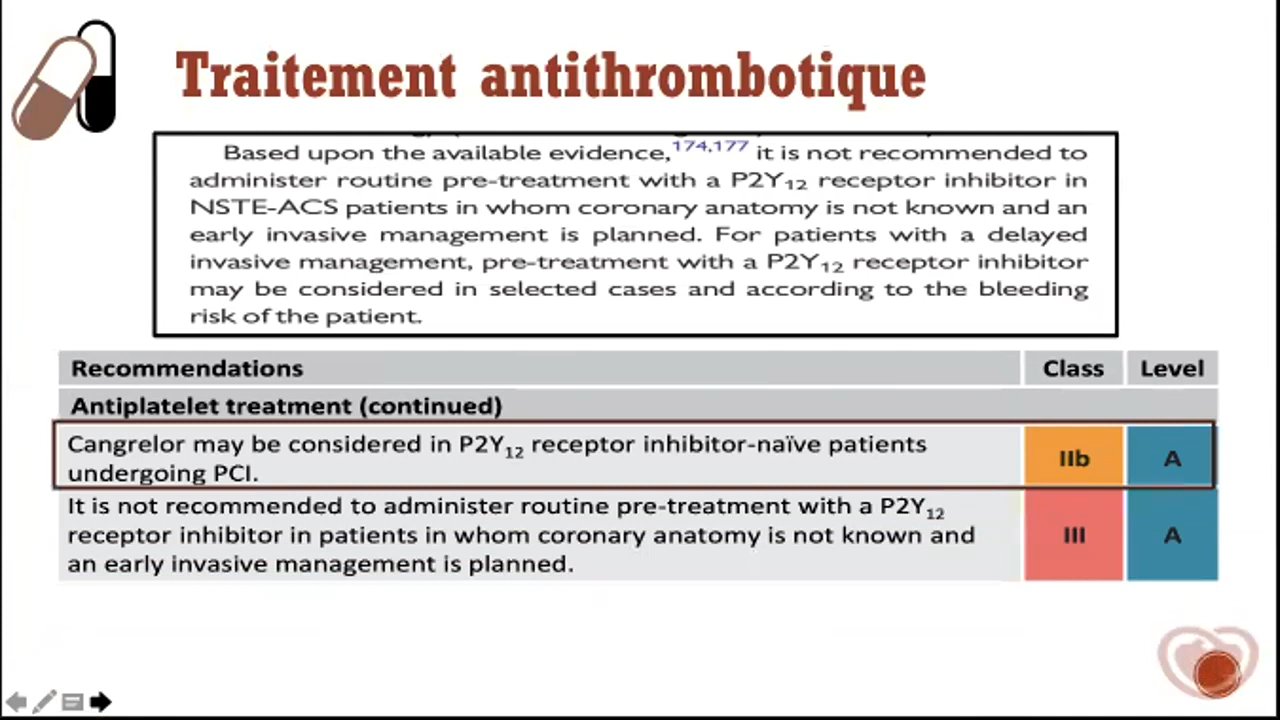 Traitement antithrombotique
Based upon the available evidence,174,177 it is not recommended to
administer routine pre-treatment with a P2Y12 receptor inhibitor in
NSTE-ACS patients in whom coronary anatomy is not known and an
early invasive management is planned. For patients with a delayed
invasive management, pre-treatment with a P2Y12 receptor inhibitor
may be considered in selected cases and according to the bleeding
risk of the patient.
Recommendations Class Level
Antiplatelet treatment (continued)
Cangrelor may be considered in P2Y12 receptor inhibitor-naïve patients
undergoing PCI.
IIb A
It is not recommended to administer routine pre-treatment with a P2Y12
receptor inhibitor in patients in whom coronary anatomy is not known and
an early invasive management is planned.
III A